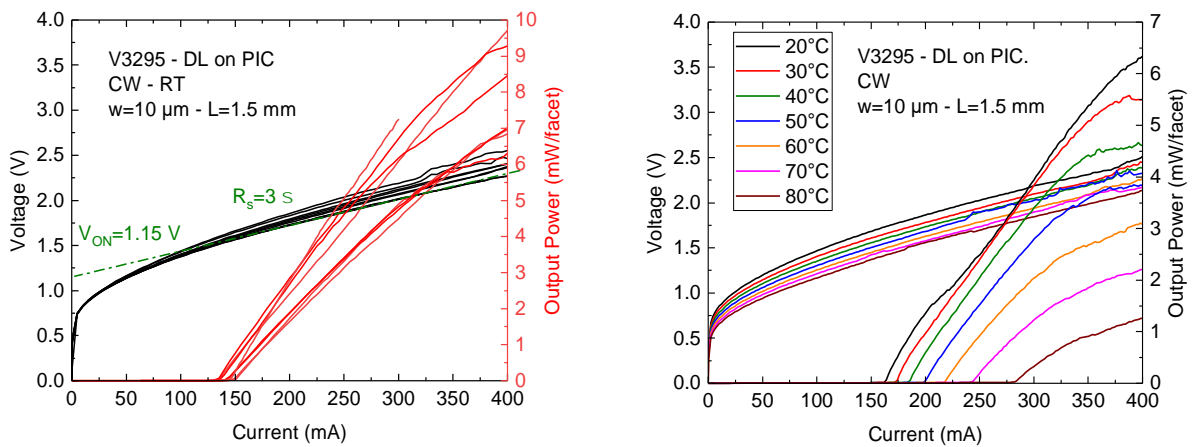 V3295 - DL on PIC
CW - RT
w=10 µm - L=1.5 mm
Rs=3 S
VON=1.15 V
Voltage (V)
4.0
3.5
3.0
2.5
2.0
1.5
1.0
0.5
0.0
0 50 100 150 200 250 300 350 400
Current (mA)
10
9
8
7
6
5
4
3
2
1
0
Output Power (mW/facet)
20°C
30°C
40°C
50°C
60°C
70°C
80°C
V3295 - DL on PIC.
CW
w=10 µm - L=1.5 mm
Voltage (V)
4.0
3.5
3.0
2.5
2.0
1.5
1.0
0.5
0.0
0 50 100 150 200 250 300 350 400
Current (mA)
7
6
5
4
3
2
1
0
Output Power (mW/facet)